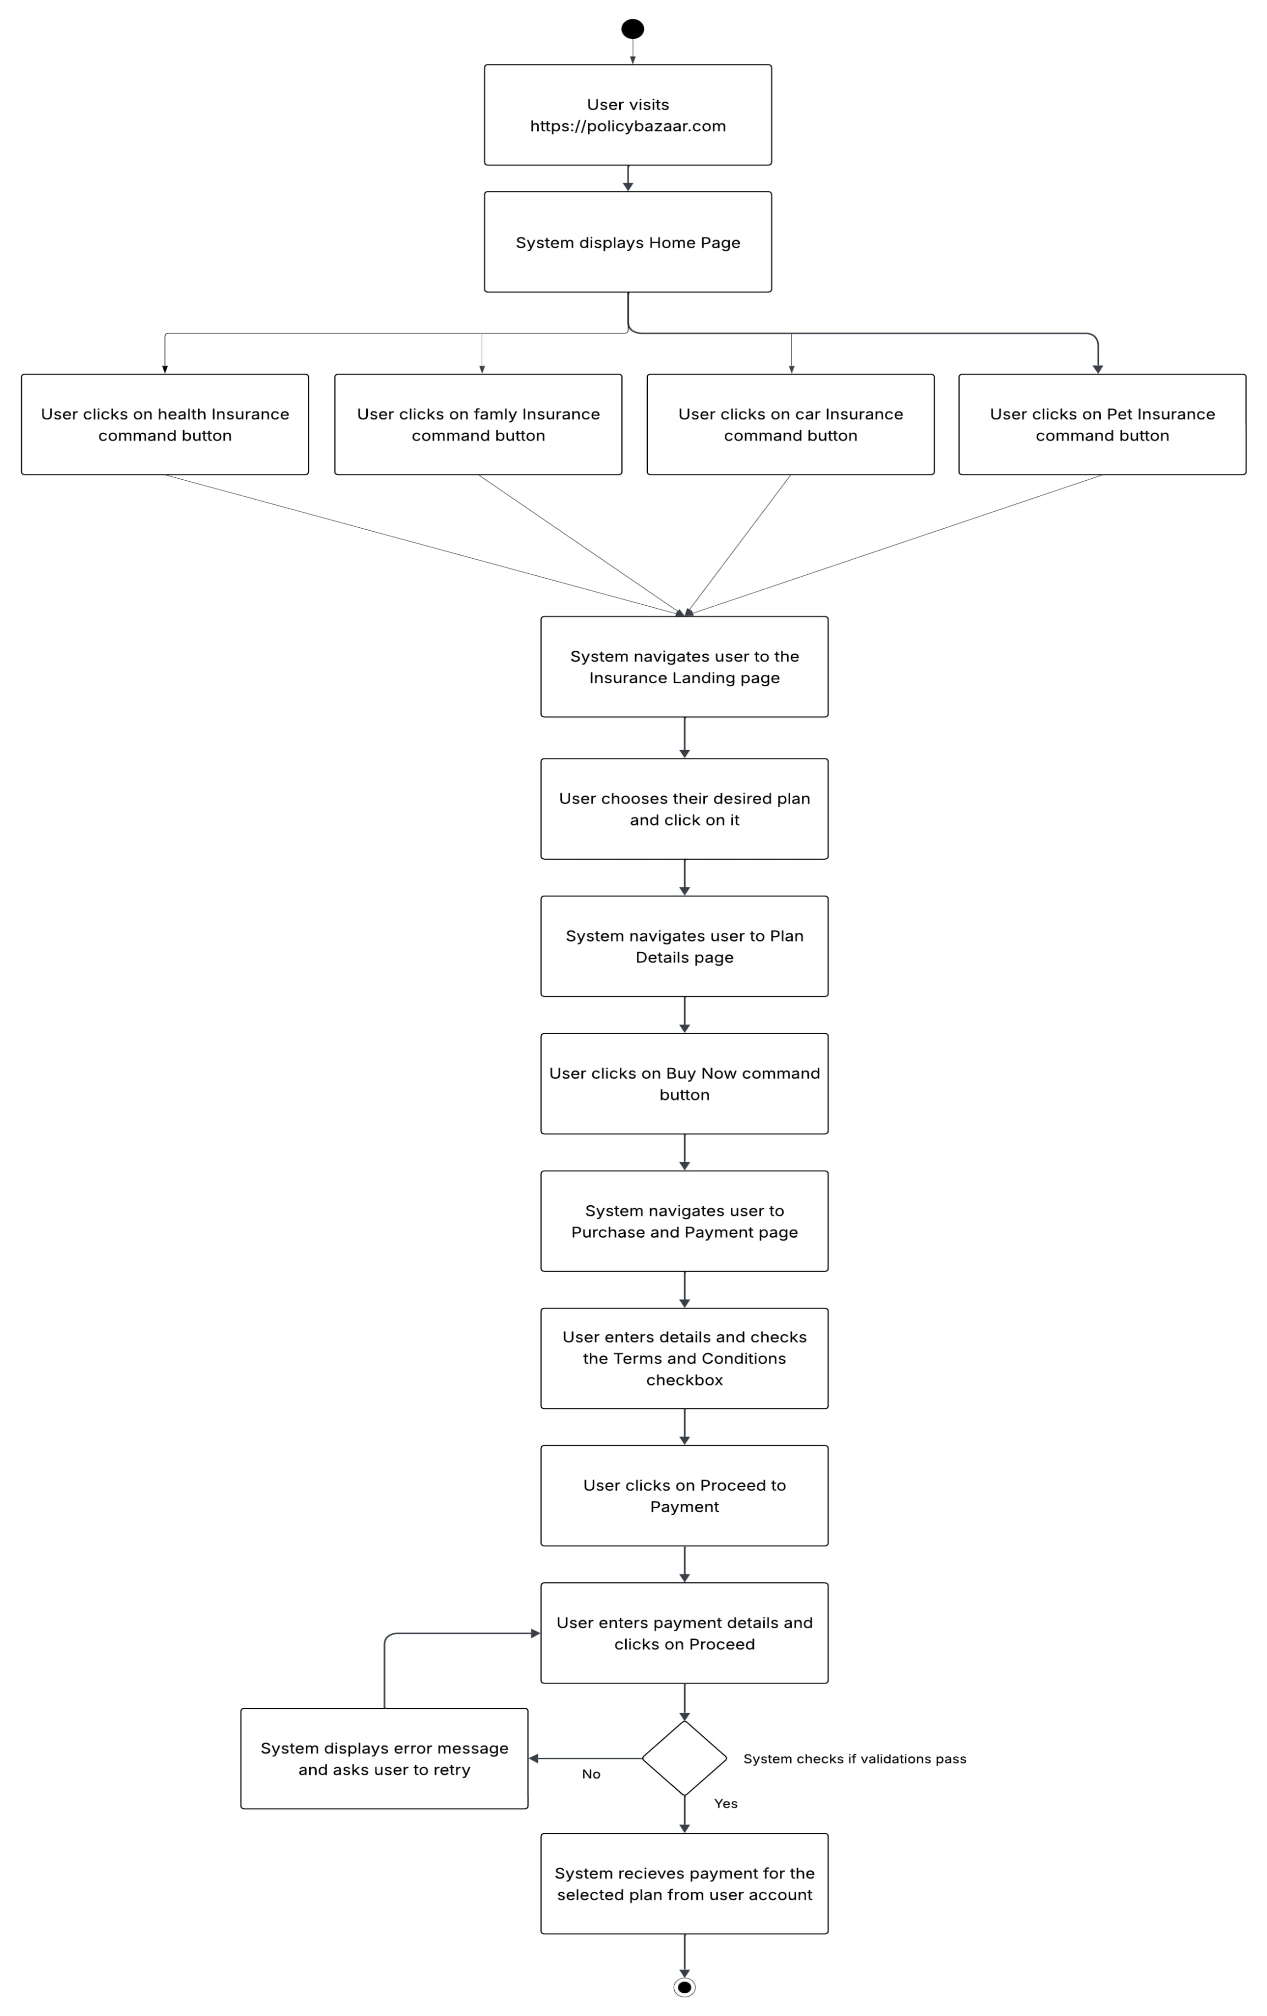 User visits
https://policybazaar.com
System displays Home Page
User clicks on health Insurance
command button
User clicks on famly Insurance
command button
User clicks on car Insurance
command button
User clicks on Pet Insurance
command button
System navigates user to the
Insurance Landing page
User chooses their desired plan
and click on it
System navigates user to Plan
Details page
User clicks on Buy Now command
button
System navigates user to
Purchase and Payment page
User enters details and checks
the Terms and Conditions
checkbox
User clicks on Proceed to
Payment
User enters payment details and
clicks on Proceed
System displays error message
and asks user to retry
No
System checks if validations pass
Yes
System recieves payment for the
selected plan from user account